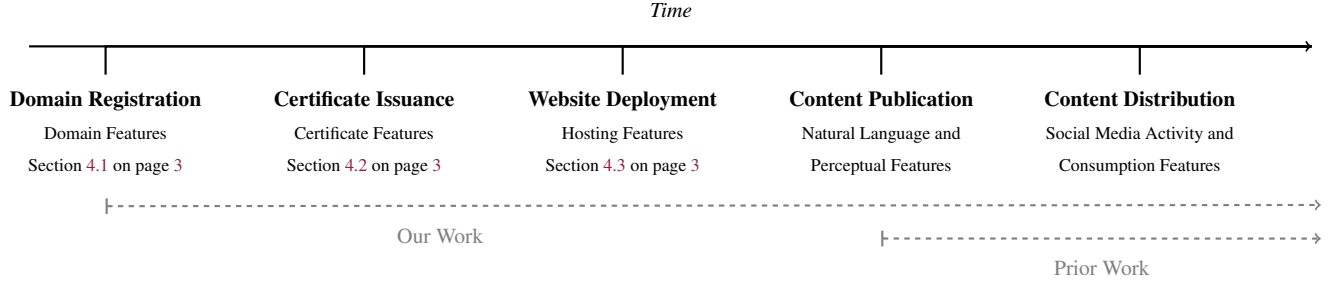 Time
Domain Registration
Domain Features
Section 4.1 on page 3
Certificate Issuance
Certificate Features
Section 4.2 on page 3
Website Deployment
Hosting Features
Section 4.3 on page 3
Content Publication
Natural Language and
Perceptual Features
Content Distribution
Social Media Activity and
Consumption Features
Our Work
Prior Work